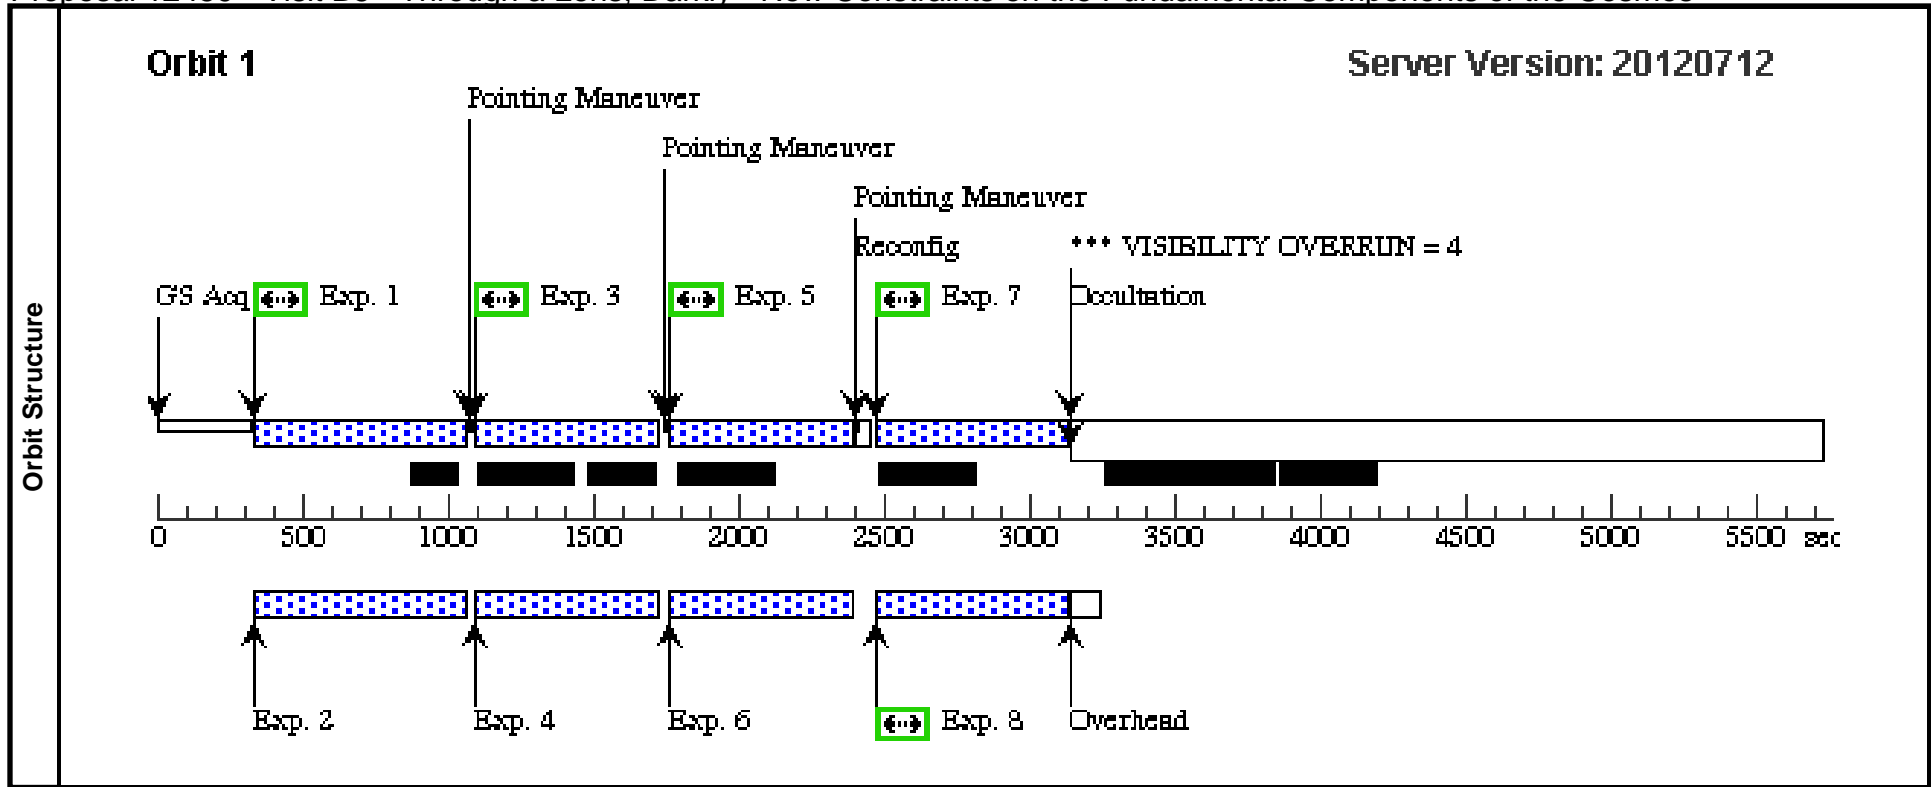 Orbit Structure
Orbit 1
Server Version: 20120712
Pointing Maneuver
Pointing Maneuver
Pointing Maneuver
Reconfig
*** VISIBILITY OVERRUN = 4
GS Acq
Exp. 1
Exp. 3
Exp. 5
Exp. 7
Occultation
0 500 1000 1500 2000 2500 3000 3500 4000 4500 5000 5500 sec
Exp. 2
Exp. 4
Exp. 6
Exp. 8
Overhead